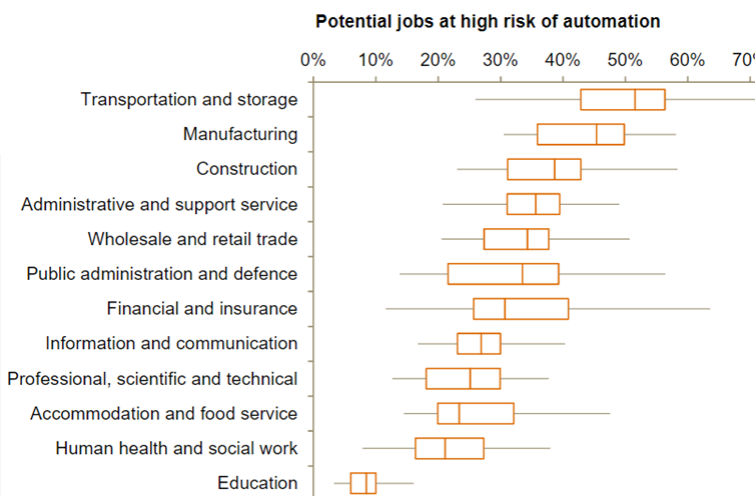 Potential jobs at high risk of automation
0% 10% 20% 30% 40% 50% 60% 70%
Transportation and storage
Manufacturing
Construction
Administrative and support service
Wholesale and retail trade
Public administration and defence
Financial and insurance
Information and communication
Professional, scientific and technical
Accommodation and food service
Human health and social work
Education